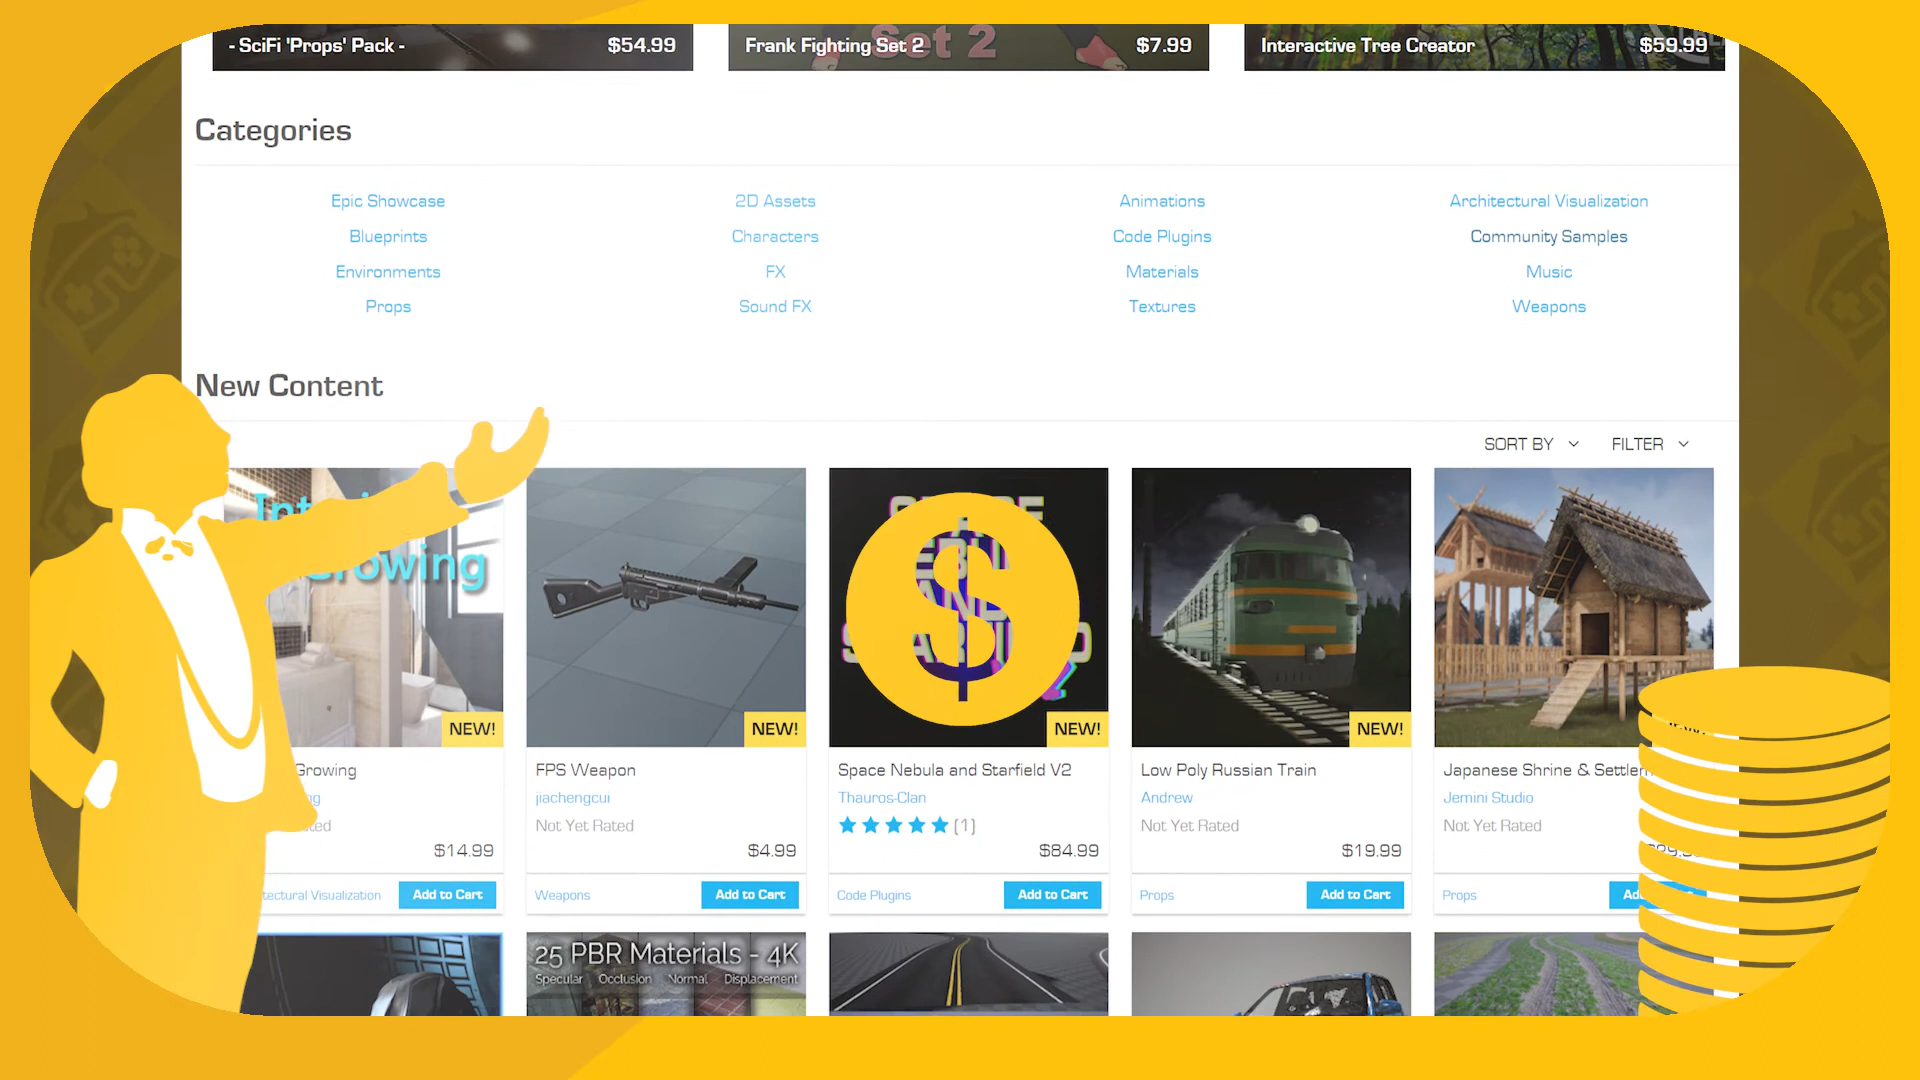 - SciFi 'Props' Pack -
$54.99
Set 2
Frank Fighting Set 2
$7.99
Interactive Tree Creator
$59.99
Categories
Epic Showcase
2D Assets
Animations
Architectural Visualization
Blueprints
Characters
Code Plugins
Community Samples
Environments
FX
Materials
Music
Props
Sound FX
Textures
Weapons
New Content
SORT BY
FILTER
NEW!
NEW!
NEW!
NEW!
Growing
FPS Weapon
Space Nebula and Starfield V2
Low Poly Russian Train
Japanese Shrine &
jiachengcui
Thauros-Clan
Andrew
Jemini Studio
Not Yet Rated
(1)
Not Yet Rated
Not Yet Rated
$14.99
$4.99
$84.99
$19.99
Visualization
Add to Cart
Weapons
Add to Cart
Code Plugins
Add to Cart
Props
Add to Cart
Props
25 PBR Materials - 4K
Specular Occlusion Normal Displacement